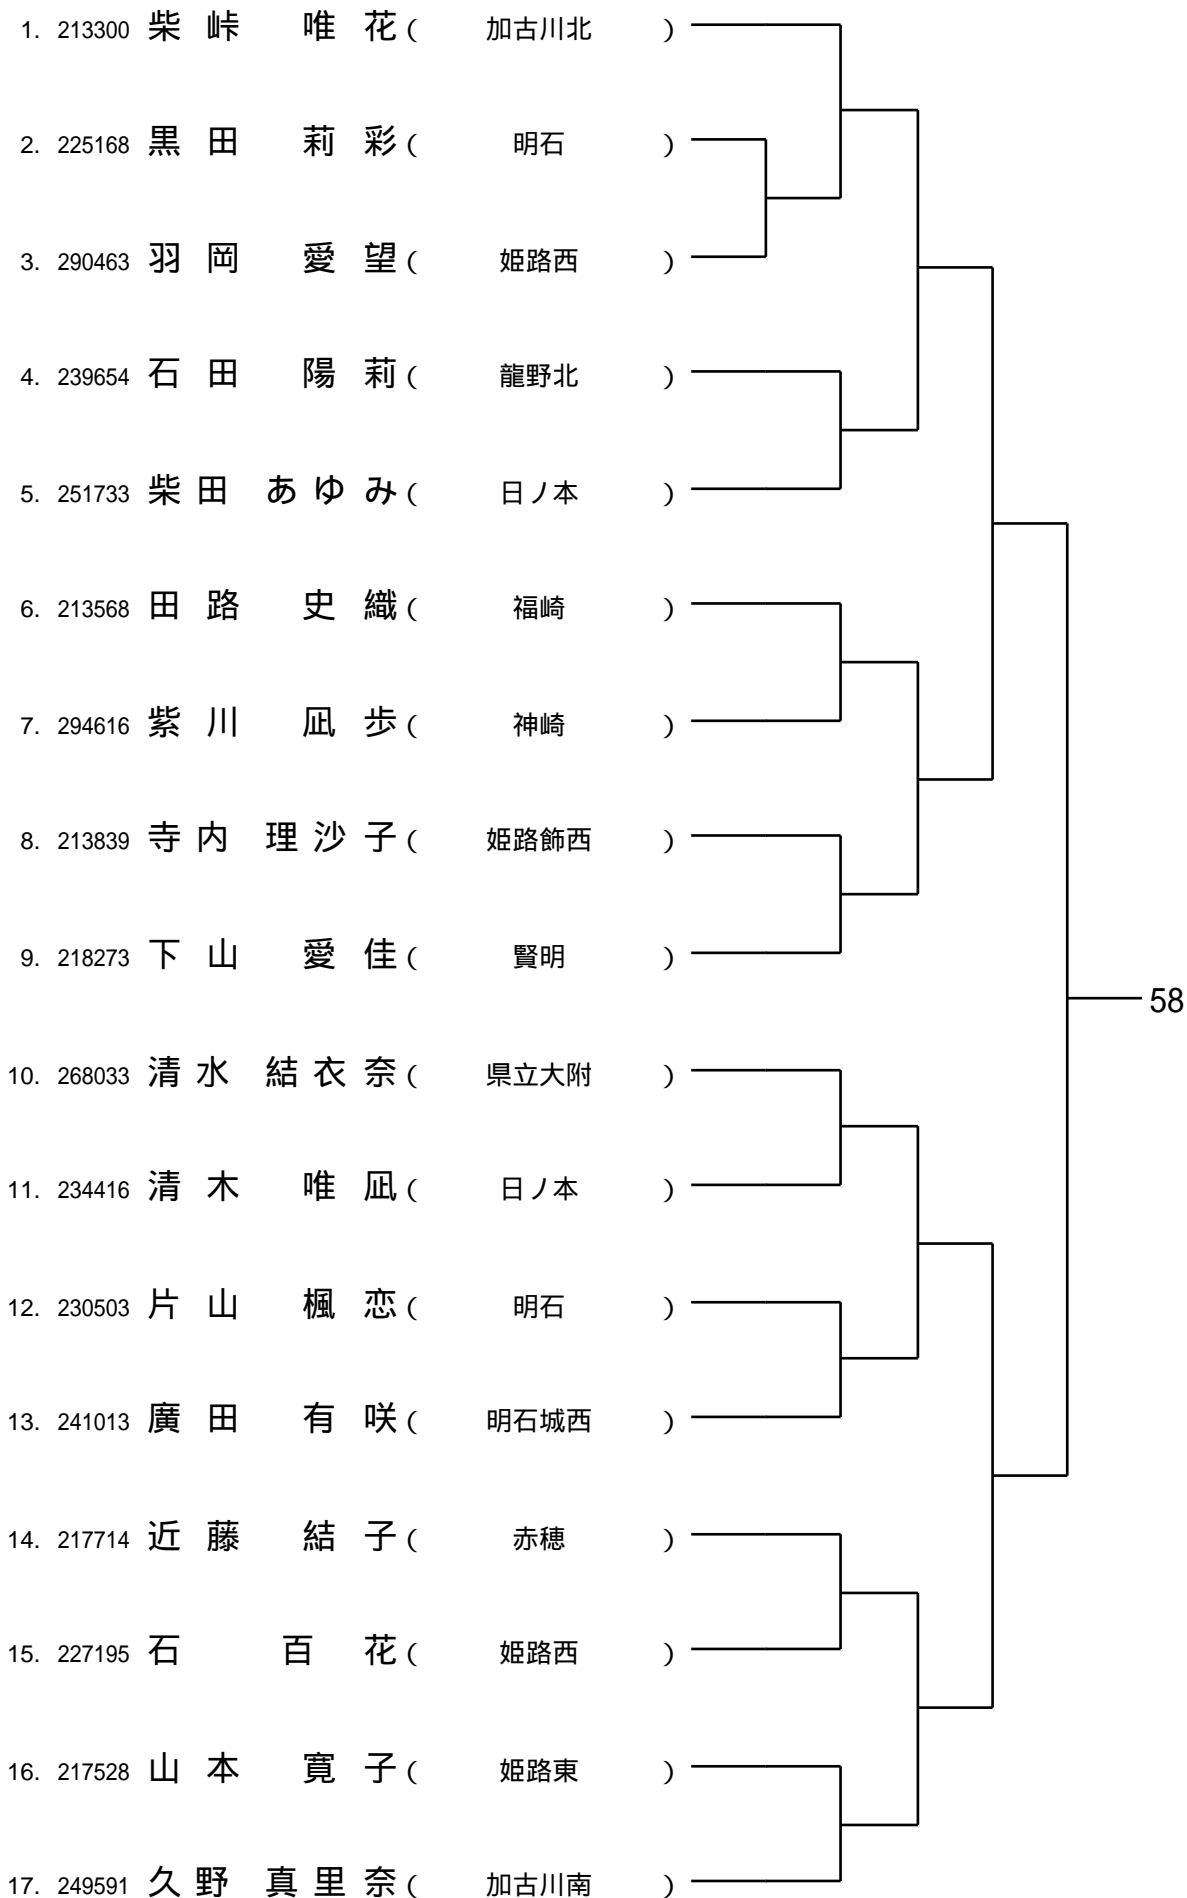 1. 213300 柴峠 唯花 ( 加古川北 )
2. 225168 黒田 莉彩 ( 明石 )
3. 290463 羽岡 愛望 ( 姫路西 )
4. 239654 石田 陽莉 ( 龍野北 )
5. 251733 柴田 あゆみ ( 日ノ本 )
6. 213568 田路 史織 ( 福崎 )
7. 294616 紫川 凪歩 ( 神崎 )
8. 213839 寺内 理沙子 ( 姫路飾西 )
9. 218273 下山 愛佳 ( 賢明 )
58
10. 268033 清水 結衣奈 ( 県立大附 )
11. 234416 清木 唯凪 ( 日ノ本 )
12. 230503 片山 楓恋 ( 明石 )
13. 241013 廣田 有咲 ( 明石城西 )
14. 217714 近藤 結子 ( 赤穂 )
15. 227195 石 百花 ( 姫路西 )
16. 217528 山本 寛子 ( 姫路東 )
17. 249591 久野 真里奈 ( 加古川南 )